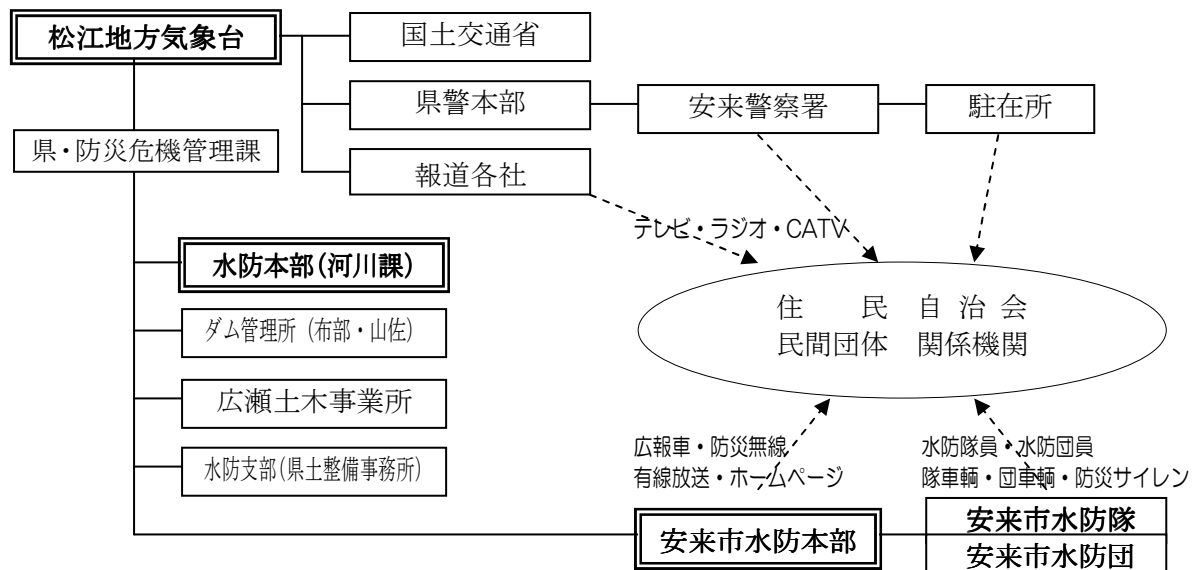 松江地方気象台
国土交通省
県警本部
安来警察署
駐在所
県・防災危機管理課
報道各社
テレビ・ラジオ・CATV
水防本部(河川課)
住民 自治会
民間団体 関係機関
ダム管理所 (布部・山佐)
広瀬土木事業所
水防支部(県土整備事務所)
広報車・防災無線
有線放送・ホームページ
水防隊員・水防団員
隊車輌・団車輌・防災サイレン
安来市水防本部
安来市水防隊
安来市水防団